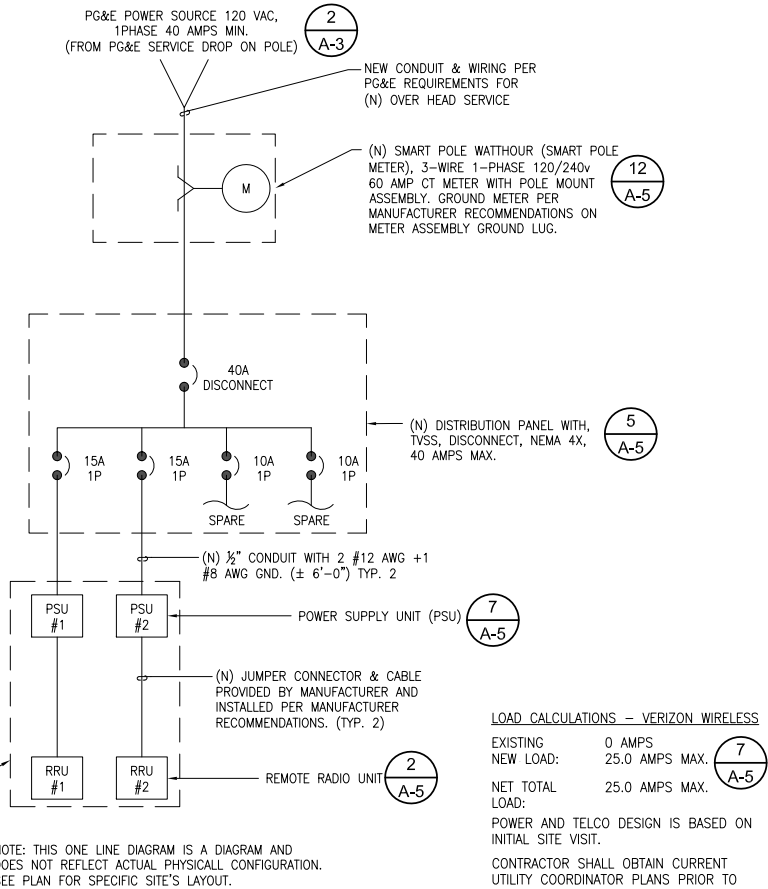 PG&E POWER SOURCE 120 VAC,
1PHASE 40 AMPS MIN.
(FROM PG&E SERVICE DROP ON POLE)
2
A-3
NEW CONDUIT & WIRING PER
PG&E REQUIREMENTS FOR
(N) OVER HEAD SERVICE
M
(N) SMART POLE WATTHOUR (SMART POLE
METER), 3-WIRE 1-PHASE 120/240v
60 AMP CT METER WITH POLE MOUNT
ASSEMBLY. GROUND METER PER
MANUFACTURER RECOMMENDATIONS ON
METER ASSEMBLY GROUND LUG.
12
A-5
40A
DISCONNECT
15A
1P
15A
1P
10A
1P
10A
1P
SPARE
SPARE
(N) DISTRIBUTION PANEL WITH,
TVSS, DISCONNECT, NEMA 4X,
40 AMPS MAX.
5
A-5
(N) ½" CONDUIT WITH 2 #12 AWG +1
#8 AWG GND. (± 6'-0") TYP. 2
PSU
#1
PSU
#2
POWER SUPPLY UNIT (PSU)
7
A-5
(N) JUMPER CONNECTOR & CABLE
PROVIDED BY MANUFACTURER AND
INSTALLED PER MANUFACTURER
RECOMMENDATIONS. (TYP. 2)
RRU
#1
RRU
#2
REMOTE RADIO UNIT
2
A-5
LOAD CALCULATIONS – VERIZON WIRELESS
EXISTING 0 AMPS
NEW LOAD: 25.0 AMPS MAX.
7
A-5
NET TOTAL 25.0 AMPS MAX.
LOAD:
POWER AND TELCO DESIGN IS BASED ON
INITIAL SITE VISIT.
CONTRACTOR SHALL OBTAIN CURRENT
UTILITY COORDINATOR PLANS PRIOR TO
NOTE: THIS ONE LINE DIAGRAM IS A DIAGRAM AND
DOES NOT REFLECT ACTUAL PHYSICALL CONFIGURATION.
SEE PLAN FOR SPECIFIC SITE'S LAYOUT.